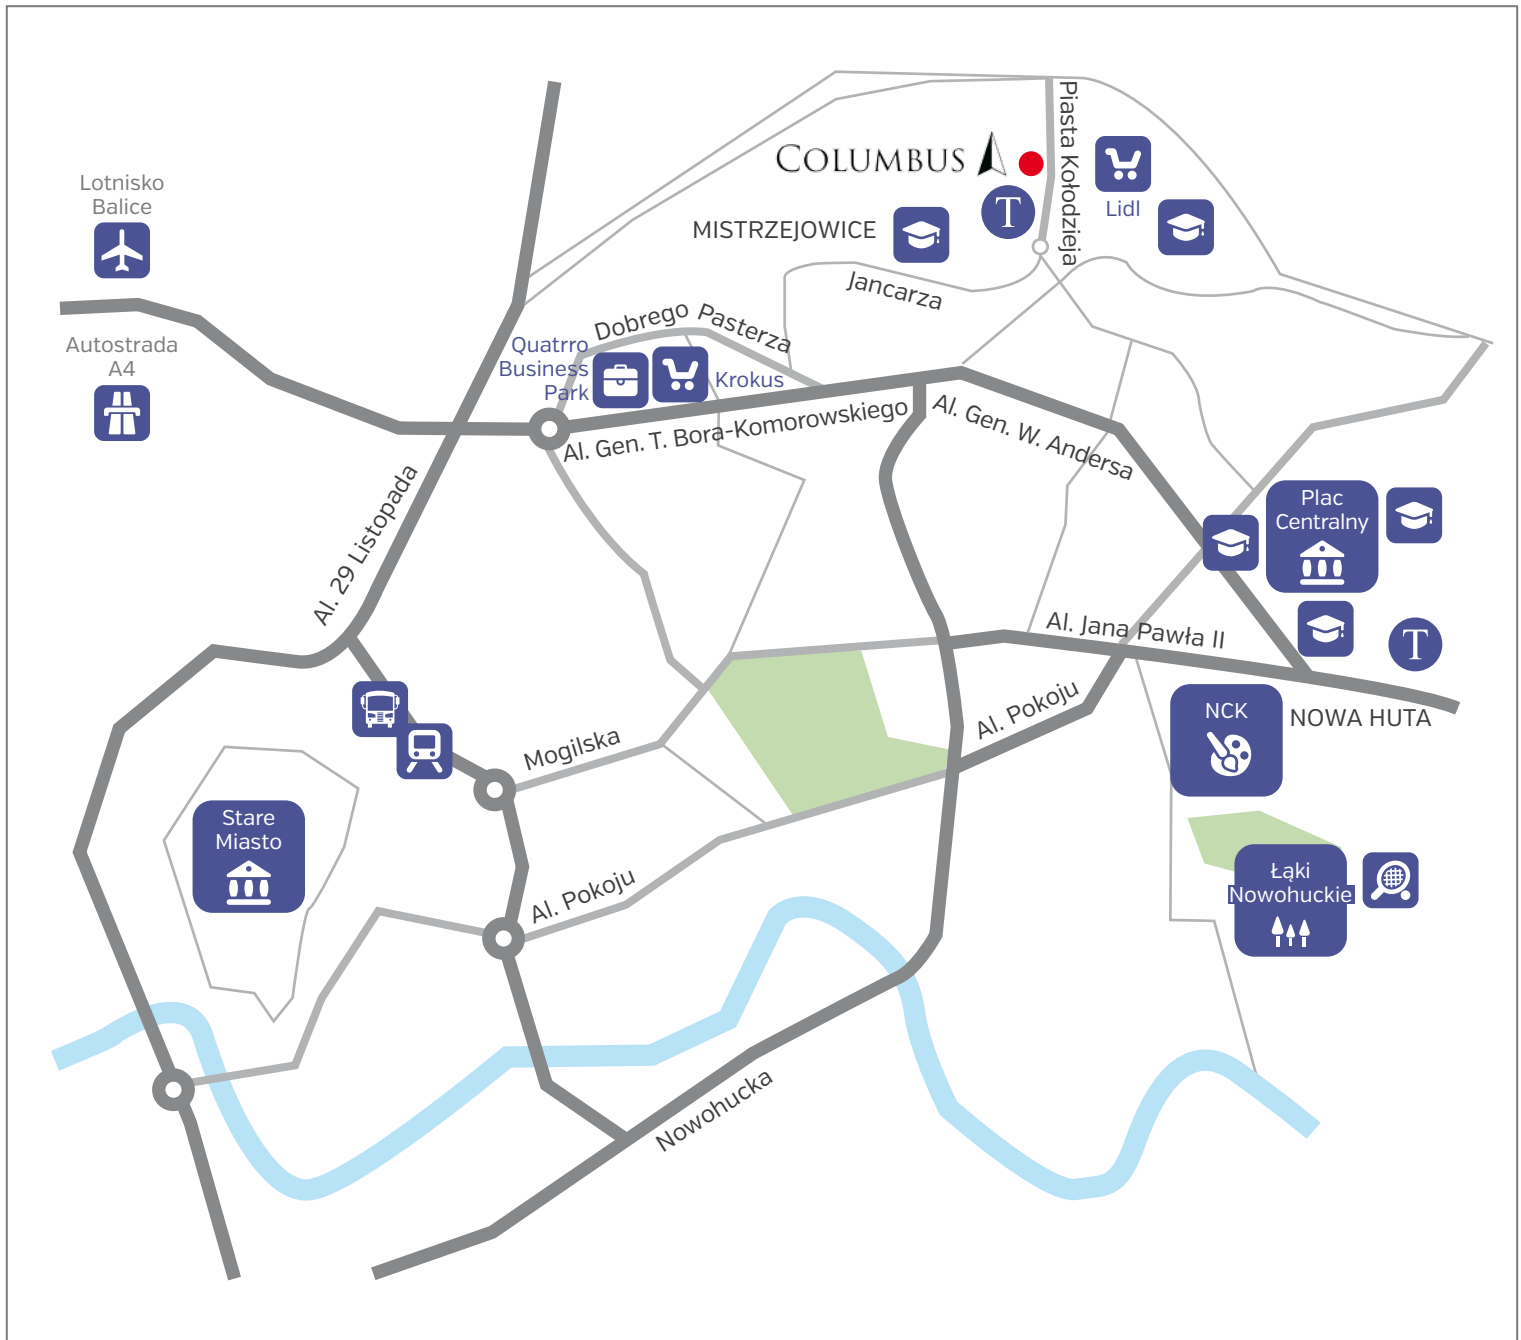 Piasta Kołodzieja
COLUMBUS
T
Lidl
MISTRZEJOWICE
Lotnisko
Balice
Jancarza
Autostrada
A4
Dobrego Pasterza
Quatrro
Business
Park
Krokus
Al. Gen. T. Bora-Komorowskiego
Al. Gen. W. Andersa
Al. 29 Listopada
Plac
Centralny
Al. Jana Pawła II
T
Al. Pokoju
NCK
NOWA HUTA
Mogilska
Stare
Miasto
Al. Pokoju
Łąki
Nowohuckie
Nowohucka